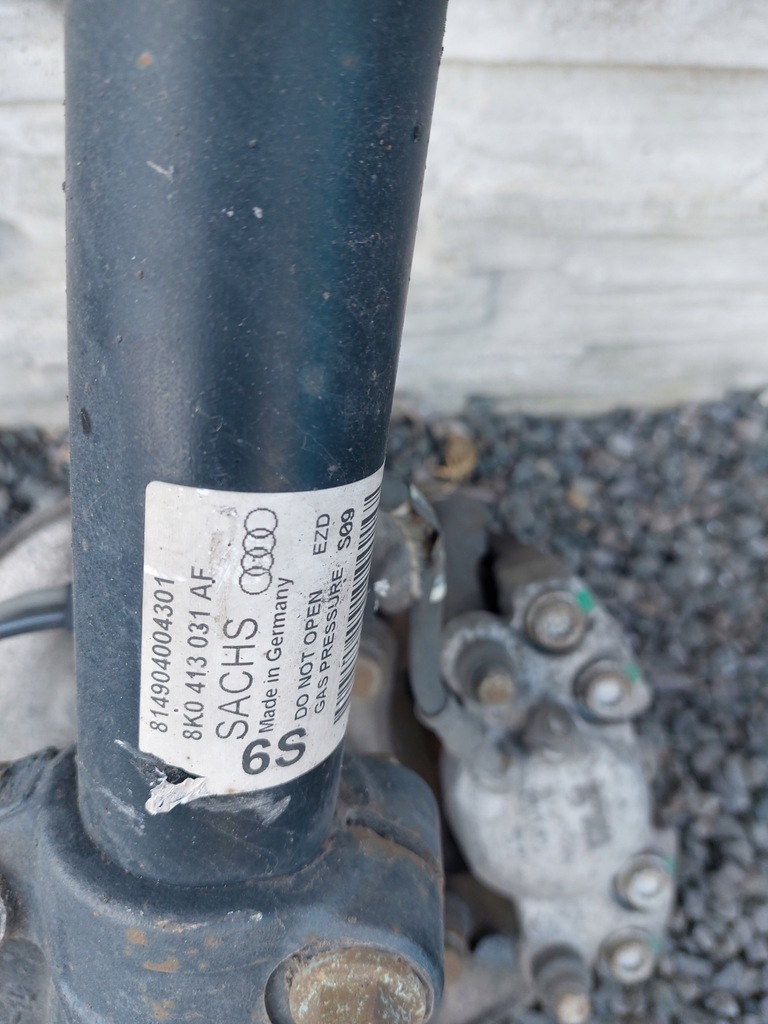 814904004301
8K0 413 031 AF
SACHS
Made in Germany
6S
DO NOT OPEN EZD
GAS PRESSURE S09